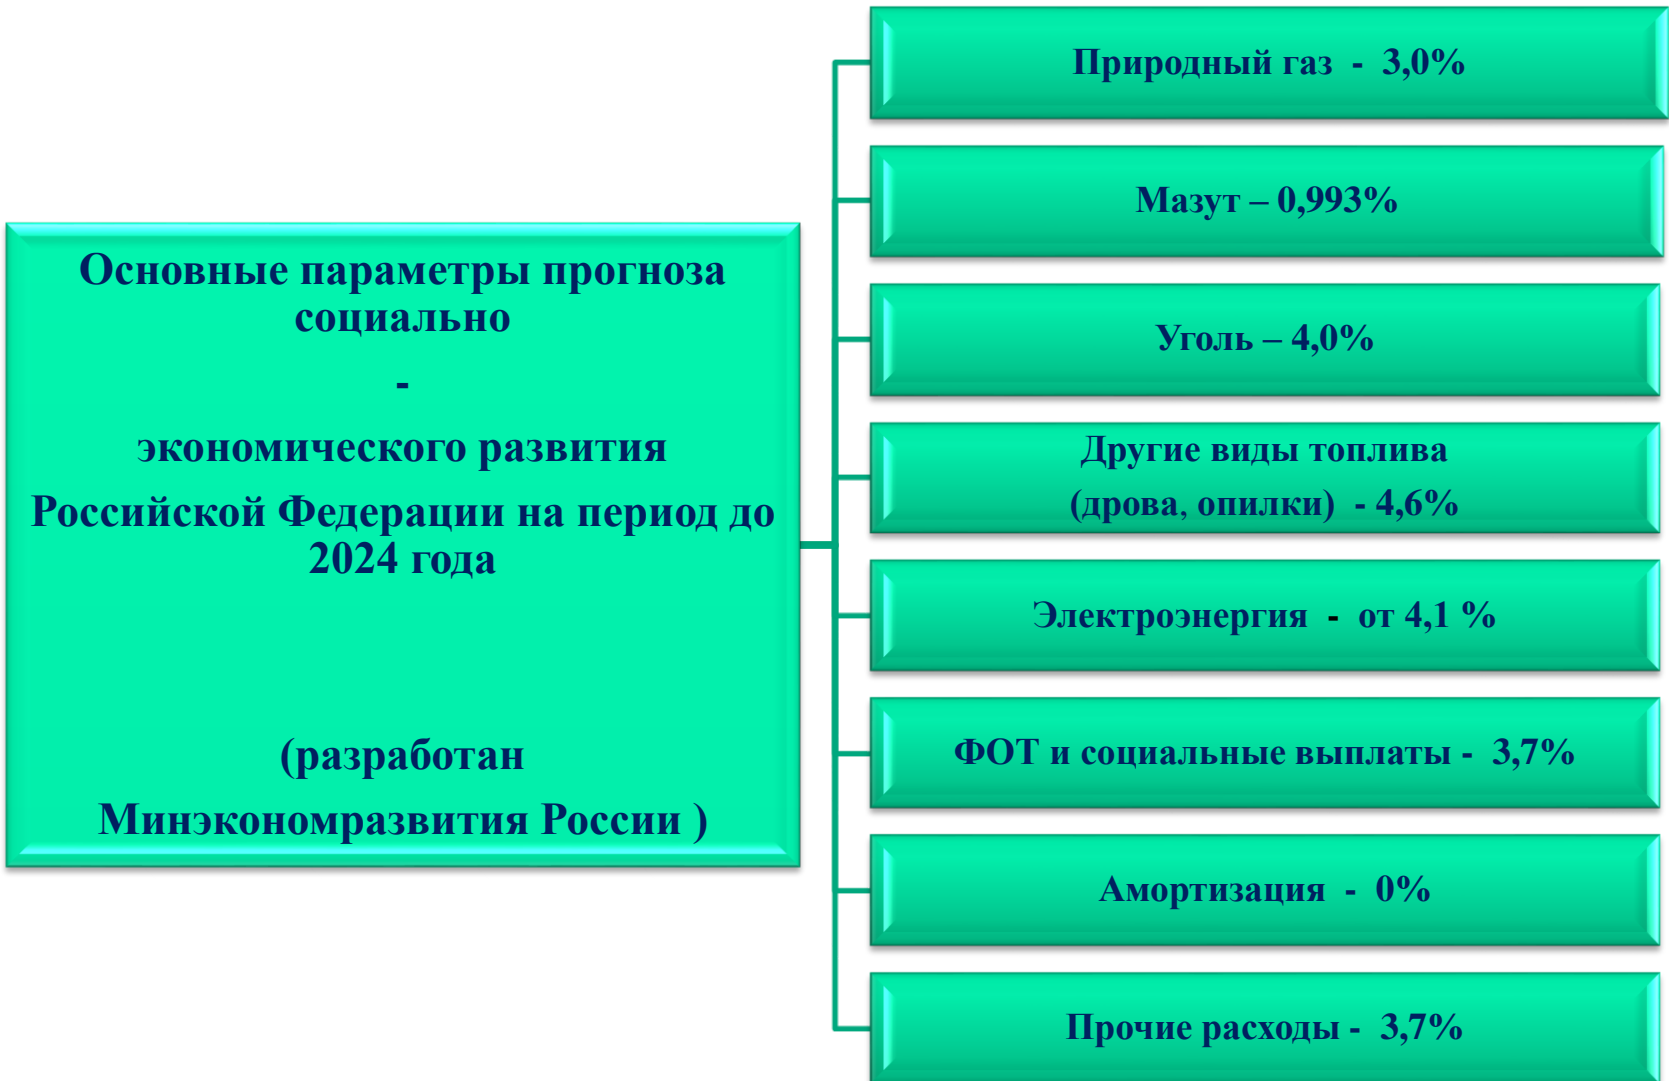 Основные параметры прогноза
социально
-
экономического развития
Российской Федерации на период до
2024 года
(разработан
Минэкономразвития России )
Природный газ - 3,0%
Мазут – 0,993%
Уголь – 4,0%
Другие виды топлива
(дрова, опилки) - 4,6%
Электроэнергия - от 4,1 %
ФОТ и социальные выплаты - 3,7%
Амортизация - 0%
Прочие расходы - 3,7%